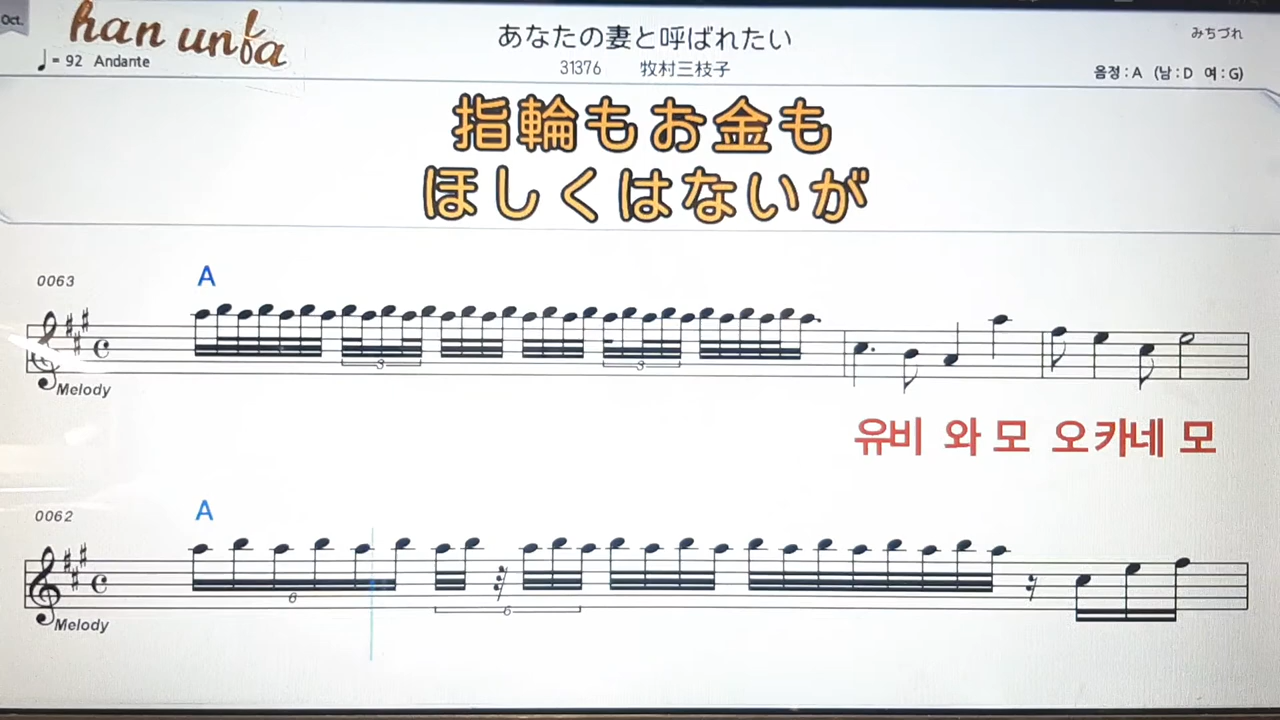 Oct.
han unfa
♩= 92 Andante
あなたの妻と呼ばれたい
31376 牧村三枝子
みちづれ
음정 : A (남 : D 여 : G)
指輪もお金も
ほしくはないが
0063
A
3
3
Melody
유비 와 모 오카네 모
0062
A
6
6
Melody